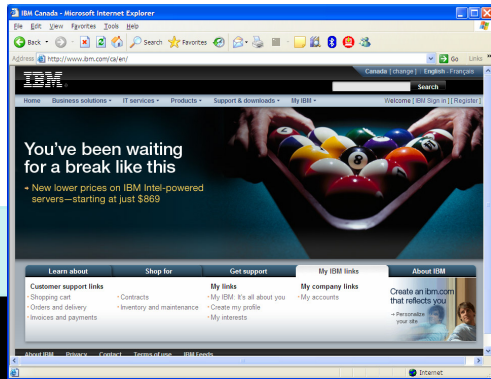 IBM Canada - Microsoft Internet Explorer
File Edit View Favorites Tools Help
Back Search Favorites
Address http://www.ibm.com/ca/en/ Go Links
Canada [ change ] English - Français
IBM Search
Home Business solutions IT services Products Support & downloads My IBM Welcome [ IBM Sign in ] [ Register ]
You've been waiting
for a break like this
New lower prices on IBM Intel-powered
servers—starting at just $869
8
Learn about Shop for Get support My IBM links About IBM
Customer support links My links My company links
Shopping cart Contracts My IBM: It's all about you My accounts
Orders and delivery Inventory and maintenance Create my profile
Invoices and payments My interests
Create an ibm.com
that reflects you
Personalize
your site
About IBM Privacy Contact Terms of use IBM Feeds
Internet